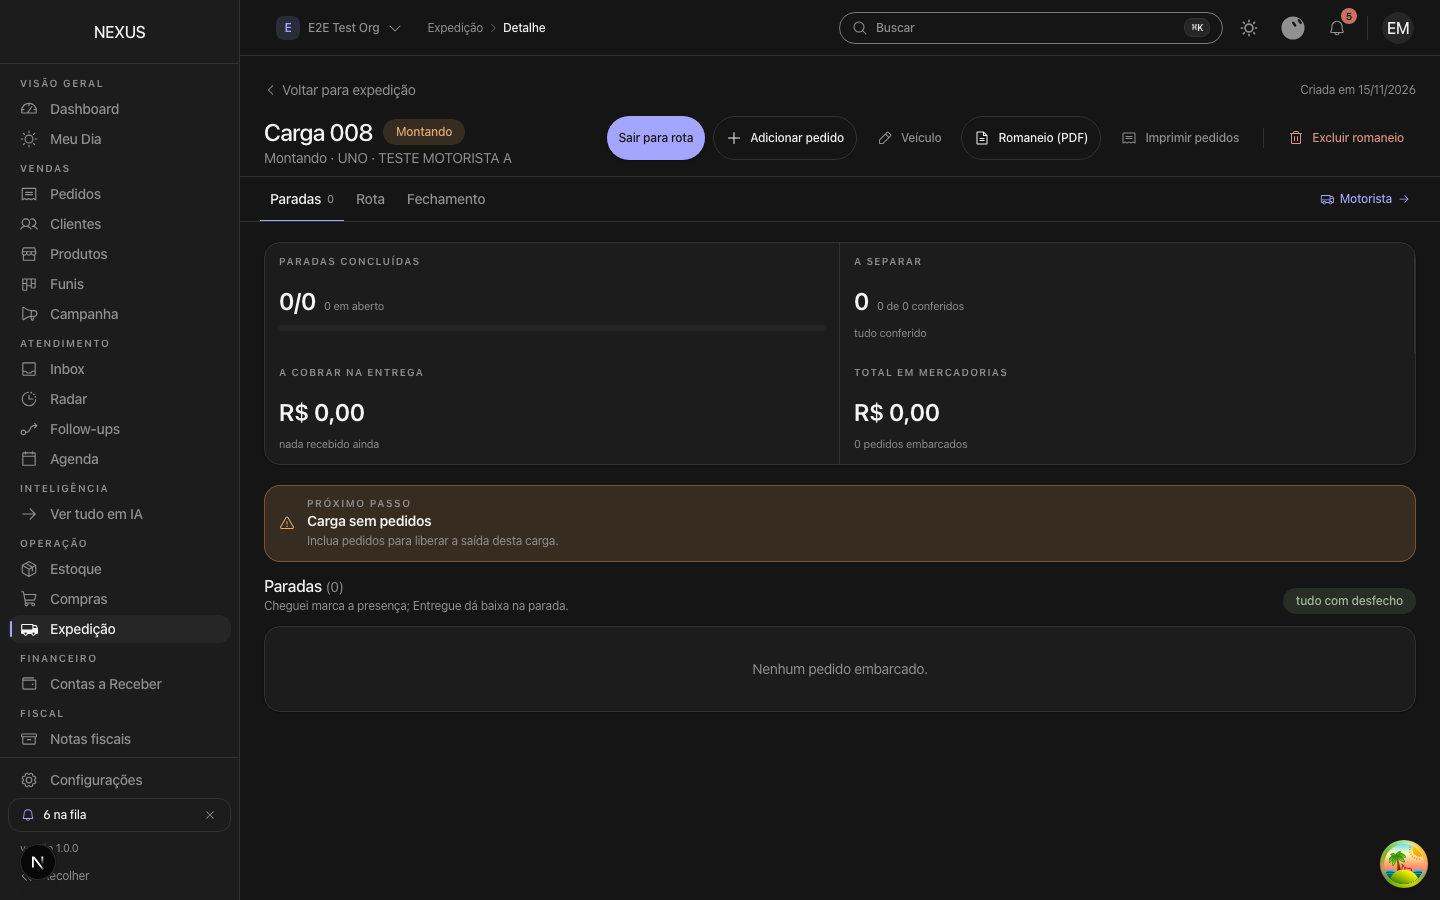 NEXUS
E
E2E Test Org
Expedição
Detalhe
Buscar
⌘K
5
EM
VISÃO GERAL
Dashboard
Meu Dia
VENDAS
Pedidos
Clientes
Produtos
Funis
Campanha
ATENDIMENTO
Inbox
Radar
Follow-ups
Agenda
INTELIGÊNCIA
Ver tudo em IA
OPERAÇÃO
Estoque
Compras
Expedição
FINANCEIRO
Contas a Receber
FISCAL
Notas fiscais
Configurações
6 na fila
1.0.0
N
Voltar para expedição
Criada em 15/11/2026
Carga 008
Montando
Montando · UNO · TESTE MOTORISTA A
Sair para rota
Adicionar pedido
Veículo
Romaneio (PDF)
Imprimir pedidos
Excluir romaneio
Paradas 0
Rota
Fechamento
Motorista
PARADAS CONCLUÍDAS
0/0 0 em aberto
A SEPARAR
0 0 de 0 conferidos
tudo conferido
A COBRAR NA ENTREGA
R$ 0,00
nada recebido ainda
TOTAL EM MERCADORIAS
R$ 0,00
0 pedidos embarcados
PRÓXIMO PASSO
Carga sem pedidos
Inclua pedidos para liberar a saída desta carga.
Paradas (0)
Cheguei marca a presença; Entregue dá baixa na parada.
tudo com desfecho
Nenhum pedido embarcado.